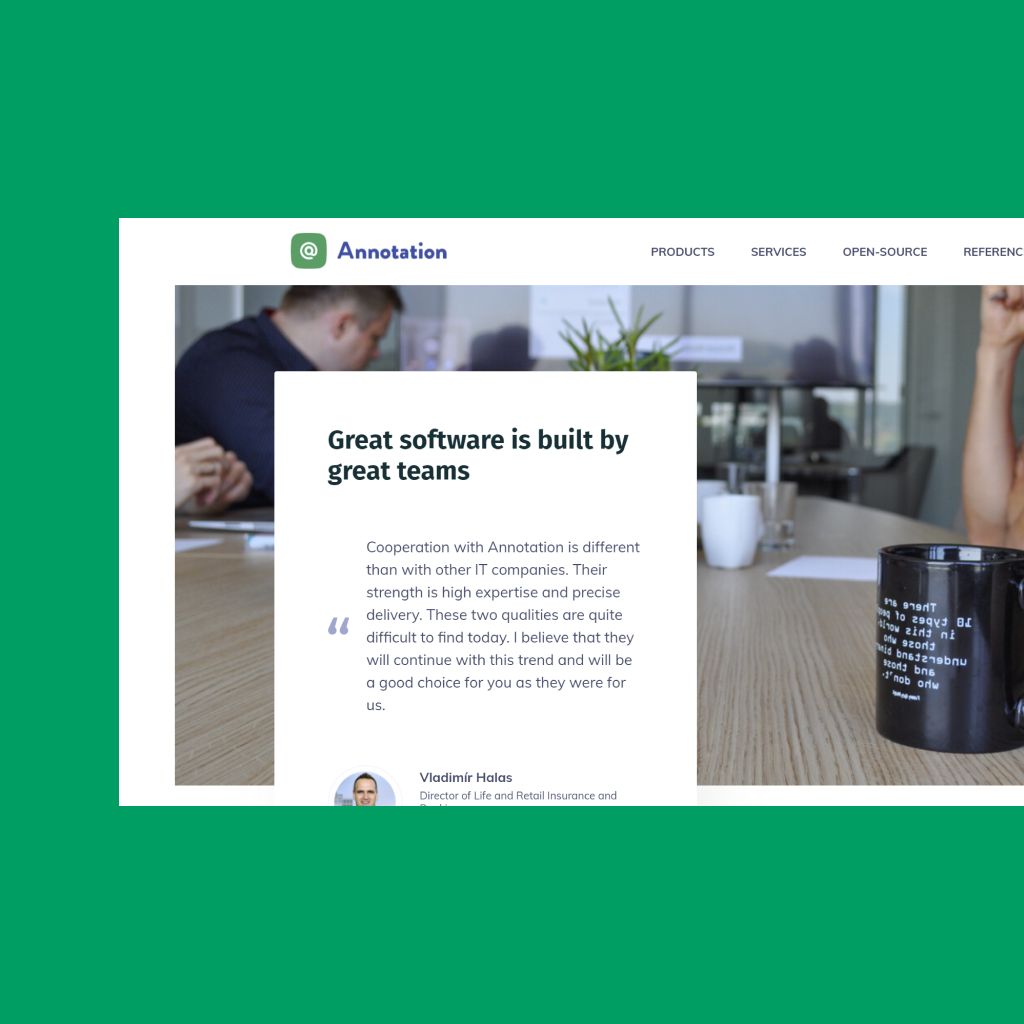 @ Annotation
PRODUCTS SERVICES OPEN-SOURCE REFERENC
Great software is built by
great teams
Cooperation with Annotation is different
than with other IT companies. Their
strength is high expertise and precise
delivery. These two qualities are quite
“ difficult to find today. I believe that they
will continue with this trend and will be
a good choice for you as they were for
us.
There are
10 types of
in this world:
those who
understand
and those
who don't.
Vladimír Halas
Director of Life and Retail Insurance and